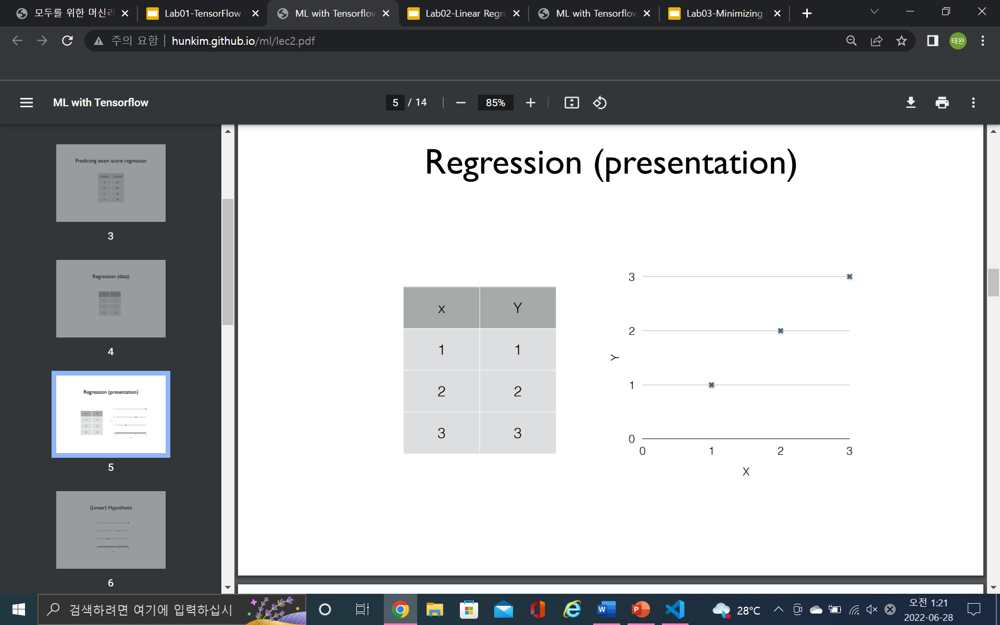 모두를 위한 머신러
Lab01-TensorFlow
ML with Tensorflow
Lab02-Linear Regre
ML with Tensorflow
Lab03-Minimizing
주의 요함
hunkim.github.io/ml/lec2.pdf
태완
ML with Tensorflow
5 / 14
85%
Predicting exam score: regression
3
Regression (data)
4
Regression (presentation)
5
(Linear) Hypothesis
6
Regression (presentation)
x Y
1 1
2 2
3 3
3
2
Y
1
0
0 1 2 3
X
검색하려면 여기에 입력하십시
28°C
오전 1:21
2022-06-28